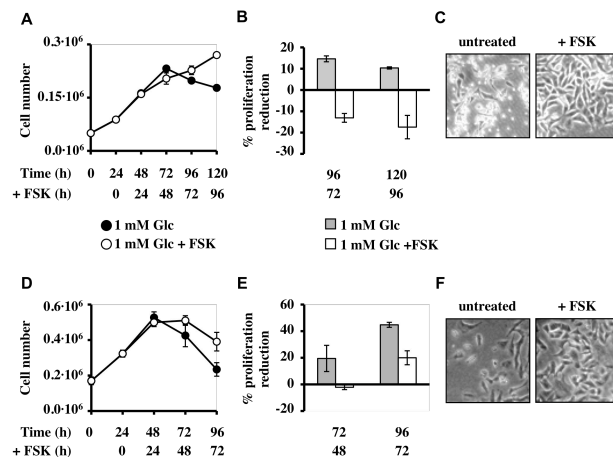 A
Cell number
0.3·10⁶
0.15·10⁶
0.0·10⁶
Time (h) 0 24 48 72 96 120
+ FSK (h) 0 24 48 72 96
1 mM Glc
1 mM Glc + FSK
B
% proliferation
reduction
20
10
0
-10
-20
-30
96 120
72 96
1 mM Glc
1 mM Glc +FSK
C
untreated + FSK
D
Cell number
0.6·10⁶
0.4·10⁶
0.2·10⁶
0.0·10⁶
Time (h) 0 24 48 72 96
+ FSK (h) 0 24 48 72
E
% proliferation
reduction
60
40
20
0
-20
72 96
48 72
F
untreated + FSK